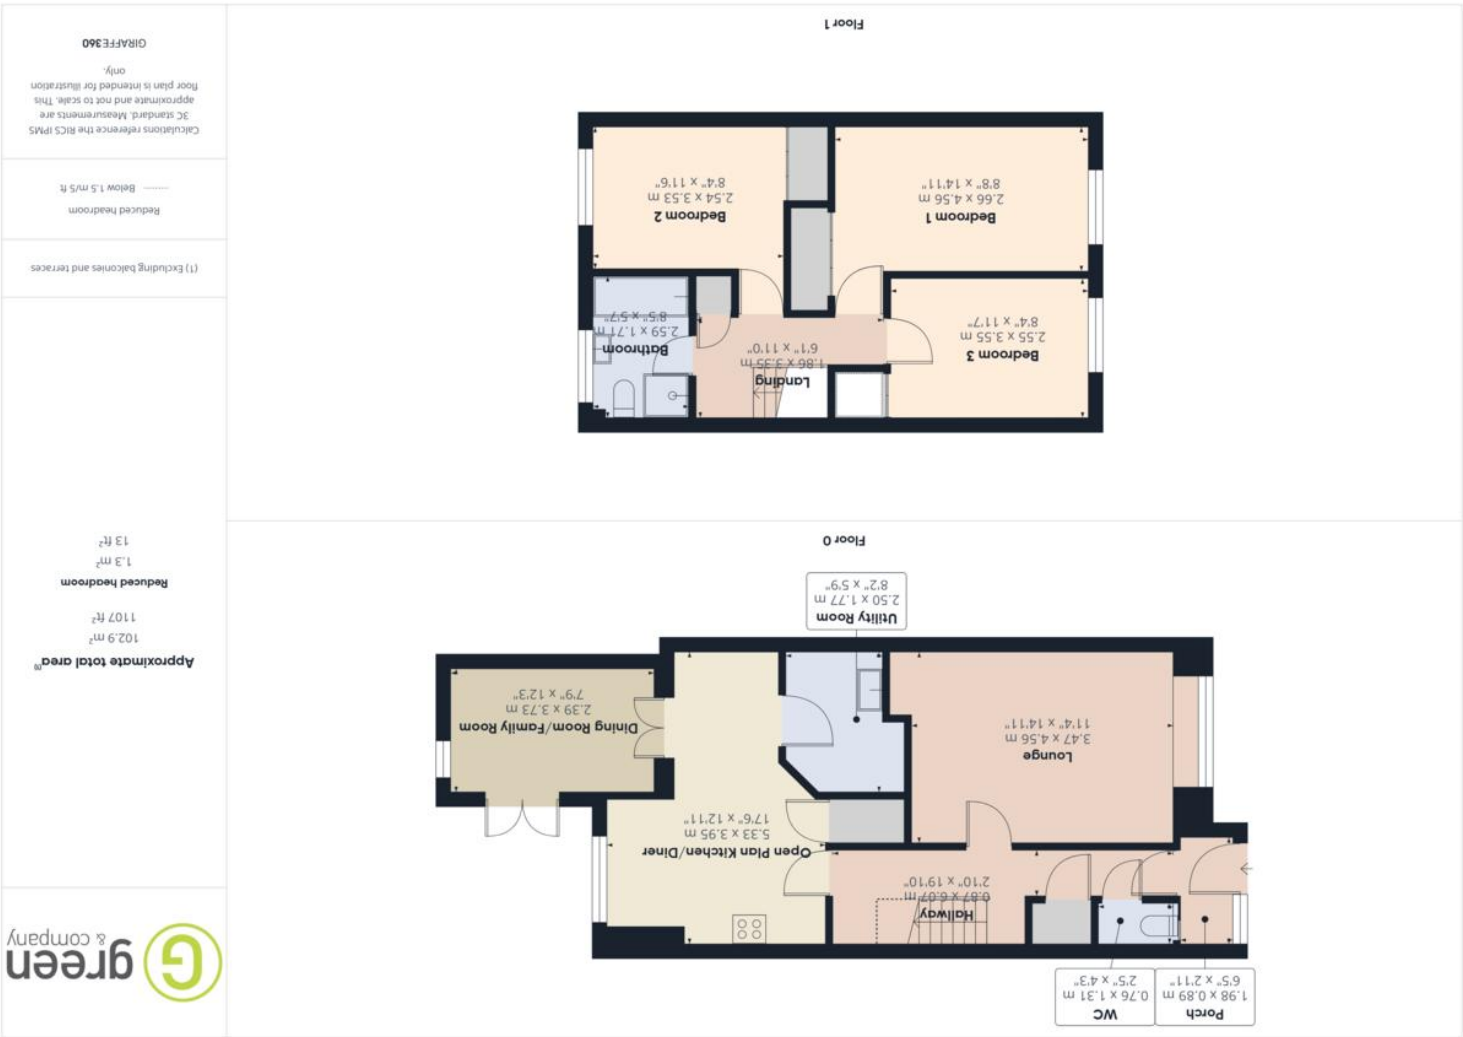 green
& company
Approximate total area(1)
102.9 m²
1107 ft²
Reduced headroom
1.3 m²
13 ft²
(1) Excluding balconies and terraces
Reduced headroom
Below 1.5 m/5 ft
Calculations reference the RICS IPMS
3C standard. Measurements are
approximate and not to scale. This
floor plan is intended for illustration
only.
GIRAFFE360
Porch
1.98 x 0.89 m
6'5" x 2'11"
WC
0.76 x 1.31 m
2'5" x 4'3"
Hallway
0.87 x 6.07 m
2'10" x 19'10"
Open Plan Kitchen/Diner
5.33 x 3.95 m
17'6" x 12'11"
Lounge
3.47 x 4.56 m
11'4" x 14'11"
Dining Room/Family Room
2.39 x 3.73 m
7'9" x 12'3"
Utility Room
2.50 x 1.77 m
8'2" x 5'9"
Floor 0
Landing
1.86 x 3.35 m
6'1" x 11'0"
Bedroom 3
2.55 x 3.55 m
8'4" x 11'7"
Bathroom
2.59 x 1.71 m
8'5" x 5'7"
Bedroom 1
2.66 x 4.56 m
8'8" x 14'11"
Bedroom 2
2.54 x 3.53 m
8'4" x 11'6"
Floor 1